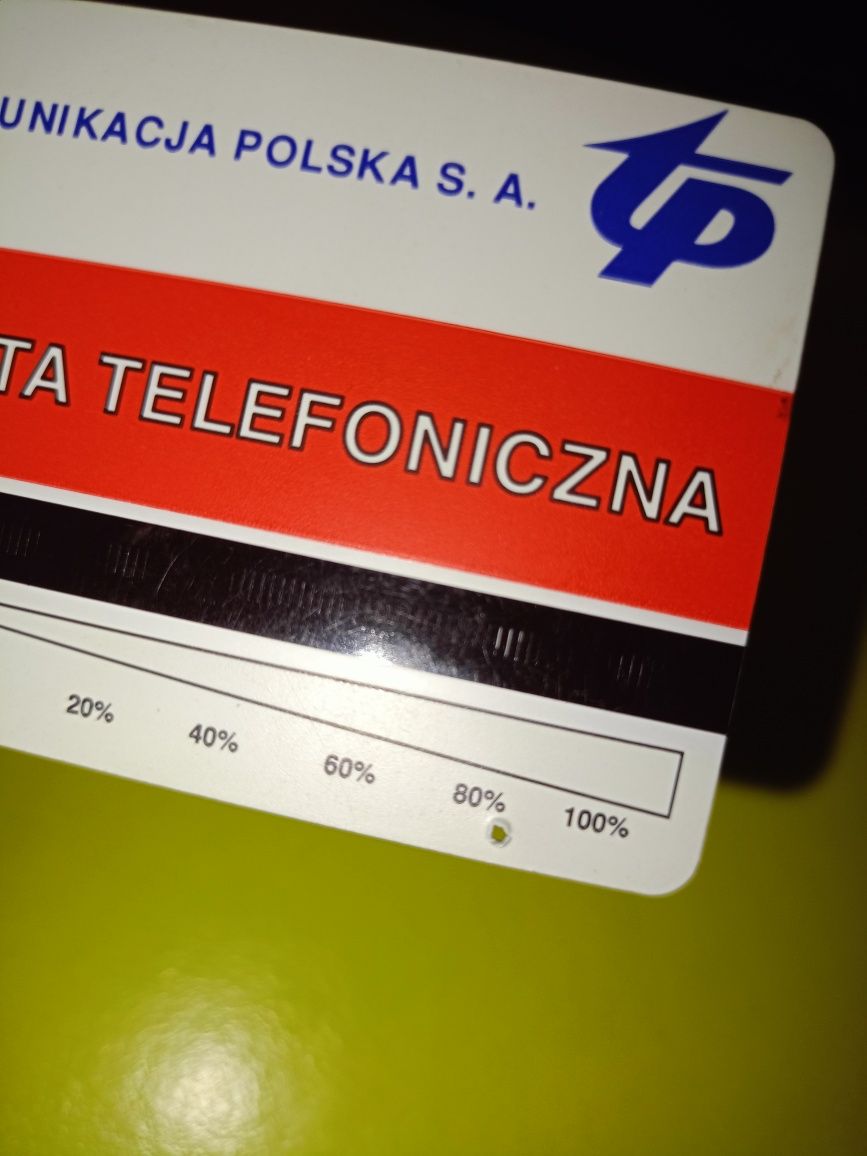 UNIKACJA POLSKA S. A.
tp
TA TELEFONICZNA
20% 40% 60% 80% 100%